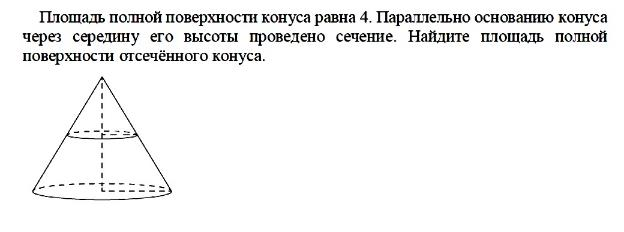 Площадь полной поверхности конуса равна 4. Параллельно основанию конуса
через середину его высоты проведено сечение. Найдите площадь полной
поверхности отсечённого конуса.